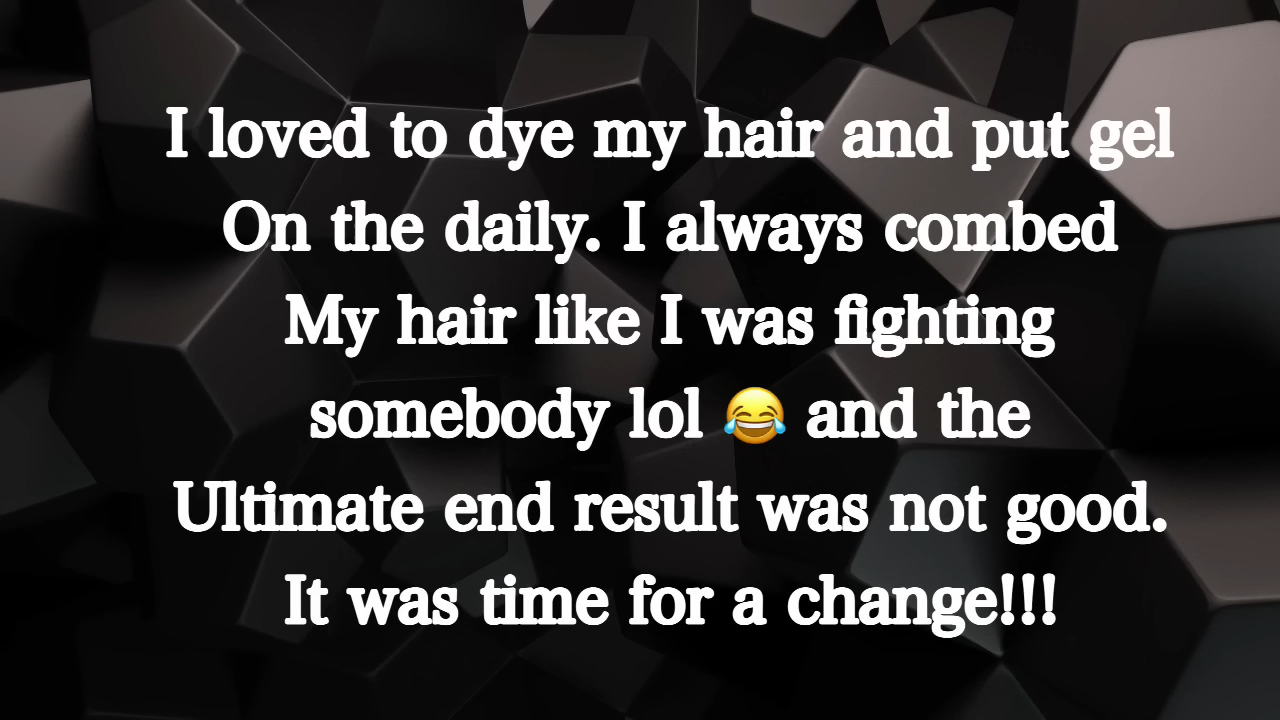 I loved to dye my hair and put gel
On the daily. I always combed
My hair like I was fighting
somebody lol 😂 and the
Ultimate end result was not good.
It was time for a change!!!